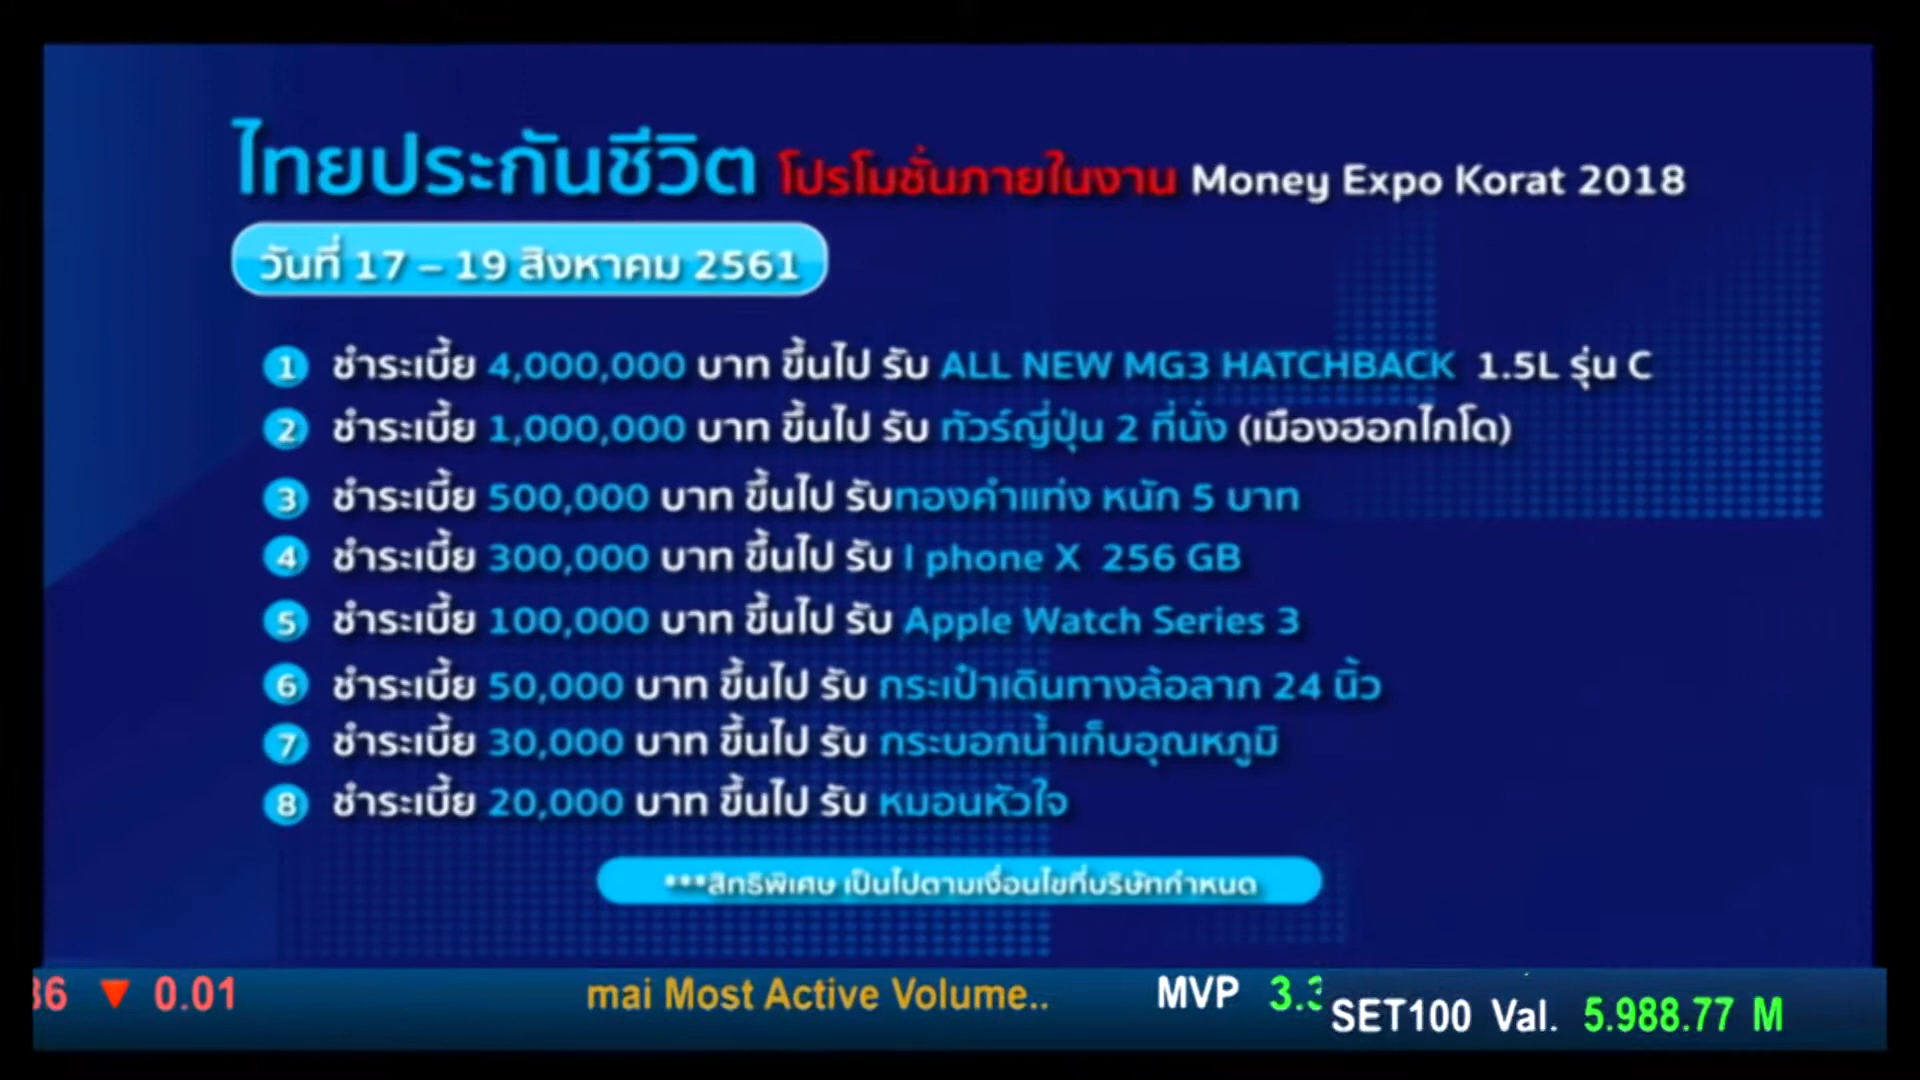 ไทยประกันชีวิต โปรโมชั่นภายในงาน Money Expo Korat 2018
วันที่ 17 – 19 สิงหาคม 2561
1 ชำระเบี้ย 4,000,000 บาท ขึ้นไป รับ ALL NEW MG3 HATCHBACK 1.5L รุ่น C
2 ชำระเบี้ย 1,000,000 บาท ขึ้นไป รับ ทัวร์ญี่ปุ่น 2 ที่นั่ง (เมืองฮอกไกโด)
3 ชำระเบี้ย 500,000 บาท ขึ้นไป รับทองคำแท่ง หนัก 5 บาท
4 ชำระเบี้ย 300,000 บาท ขึ้นไป รับ I phone X 256 GB
5 ชำระเบี้ย 100,000 บาท ขึ้นไป รับ Apple Watch Series 3
6 ชำระเบี้ย 50,000 บาท ขึ้นไป รับ กระเป๋าเดินทางล้อลาก 24 นิ้ว
7 ชำระเบี้ย 30,000 บาท ขึ้นไป รับ กระบอกน้ำเก็บอุณหภูมิ
8 ชำระเบี้ย 20,000 บาท ขึ้นไป รับ หมอนหัวใจ
***สิทธิพิเศษ เป็นไปตามเงื่อนไขที่บริษัทกำหนด
▼ 0.01 mai Most Active Volume.. MVP
SET100 Val. 5.988.77 M